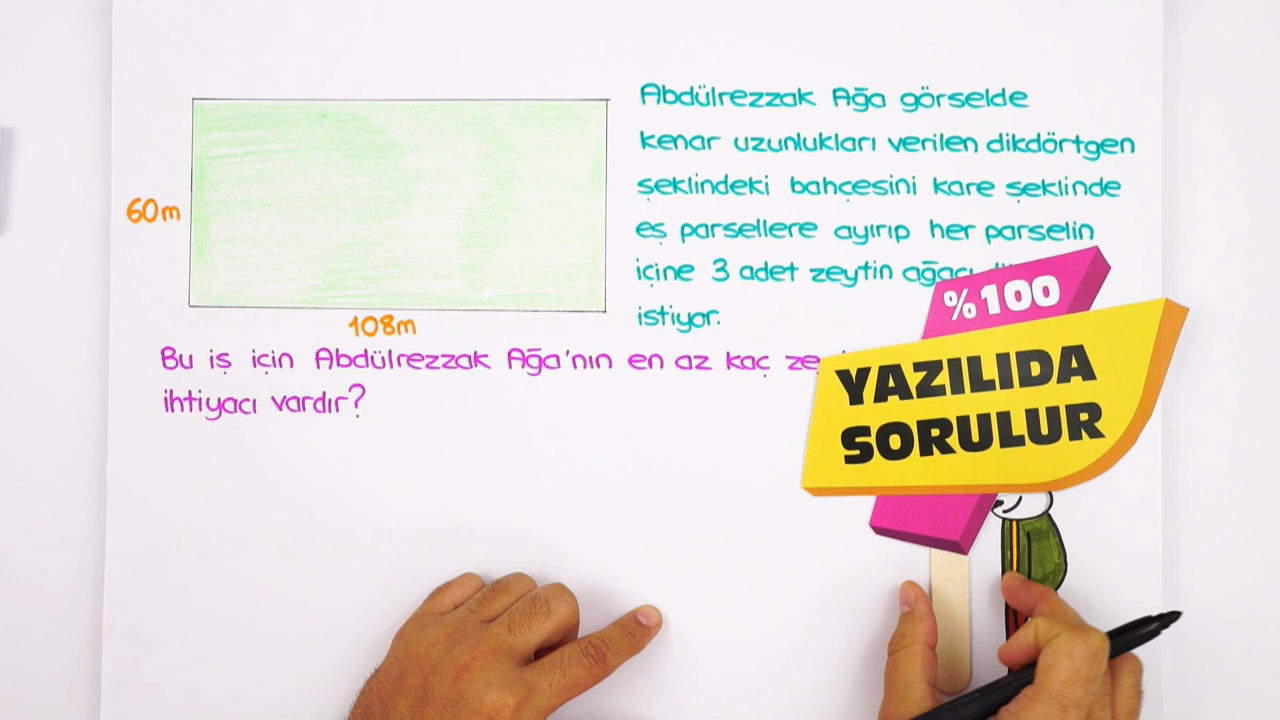 Abdülrezzak Ağa görselde
kenar uzunlukları verilen dikdörtgen
şeklindeki bahçesini kare şeklinde
eş parsellere ayırıp her parselin
içine 3 adet zeytin ağacı
istiyor.
60m
108m
Bu iş için Abdülrezzak Ağa'nın en az kaç
ihtiyacı vardır?
%100
YAZILIDA
SORULUR